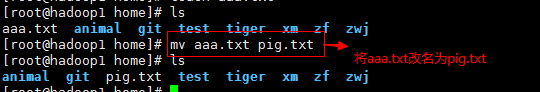 [root@hadoop1 home]# ls
aaa.txt animal git test tiger xm zf zwj
[root@hadoop1 home]# mv aaa.txt pig.txt
将aaa.txt改名为pig.txt
[root@hadoop1 home]# ls
animal git pig.txt test tiger xm zf zwj
[root@hadoop1 home]#